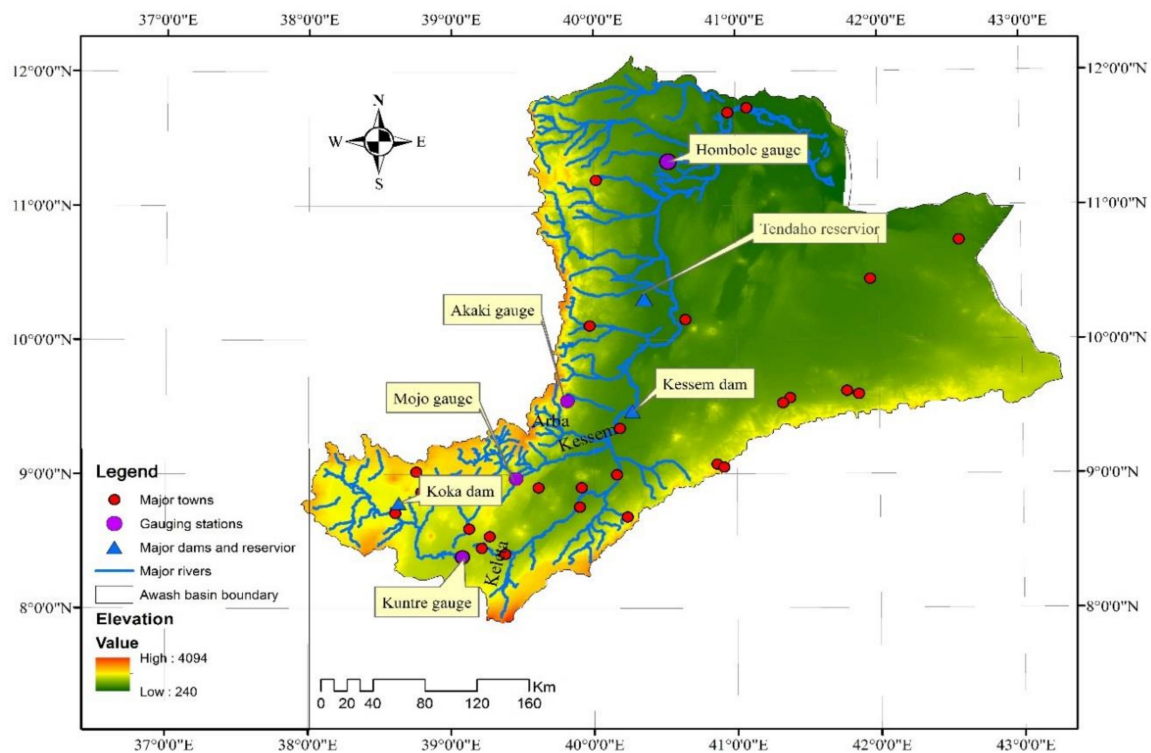 37°0'0"E 38°0'0"E 39°0'0"E 40°0'0"E 41°0'0"E 42°0'0"E 43°0'0"E
12°0'0"N 12°0'0"N
N
W E
S
Hombole gauge
11°0'0"N 11°0'0"N
Tendaho reservior
Akaki gauge
10°0'0"N 10°0'0"N
Kessem dam
Mojo gauge
Arba
Kessem
9°0'0"N 9°0'0"N
Koka dam
Keleta
Kuntre gauge
8°0'0"N 8°0'0"N
Legend
Major towns
Gauging stations
Major dams and reservior
Major rivers
Awash basin boundary
Elevation
Value
High : 4094
Low : 240
Km
0 20 40 80 120 160
37°0'0"E 38°0'0"E 39°0'0"E 40°0'0"E 41°0'0"E 42°0'0"E 43°0'0"E